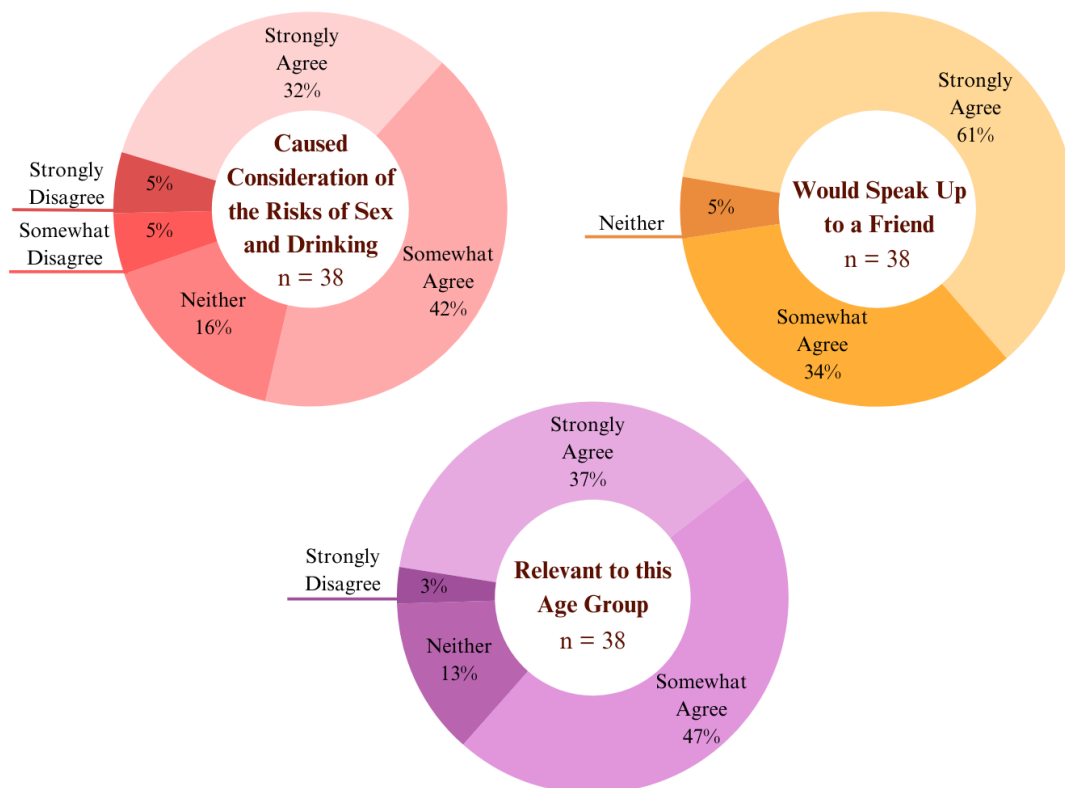 Strongly
Agree
32%
Caused
Consideration of
the Risks of Sex
and Drinking
n = 38
Strongly
Disagree
5%
Somewhat
Disagree
5%
Neither
16%
Somewhat
Agree
42%
Strongly
Agree
61%
Would Speak Up
to a Friend
n = 38
Neither
5%
Somewhat
Agree
34%
Strongly
Agree
37%
Relevant to this
Age Group
n = 38
Strongly
Disagree
3%
Neither
13%
Somewhat
Agree
47%